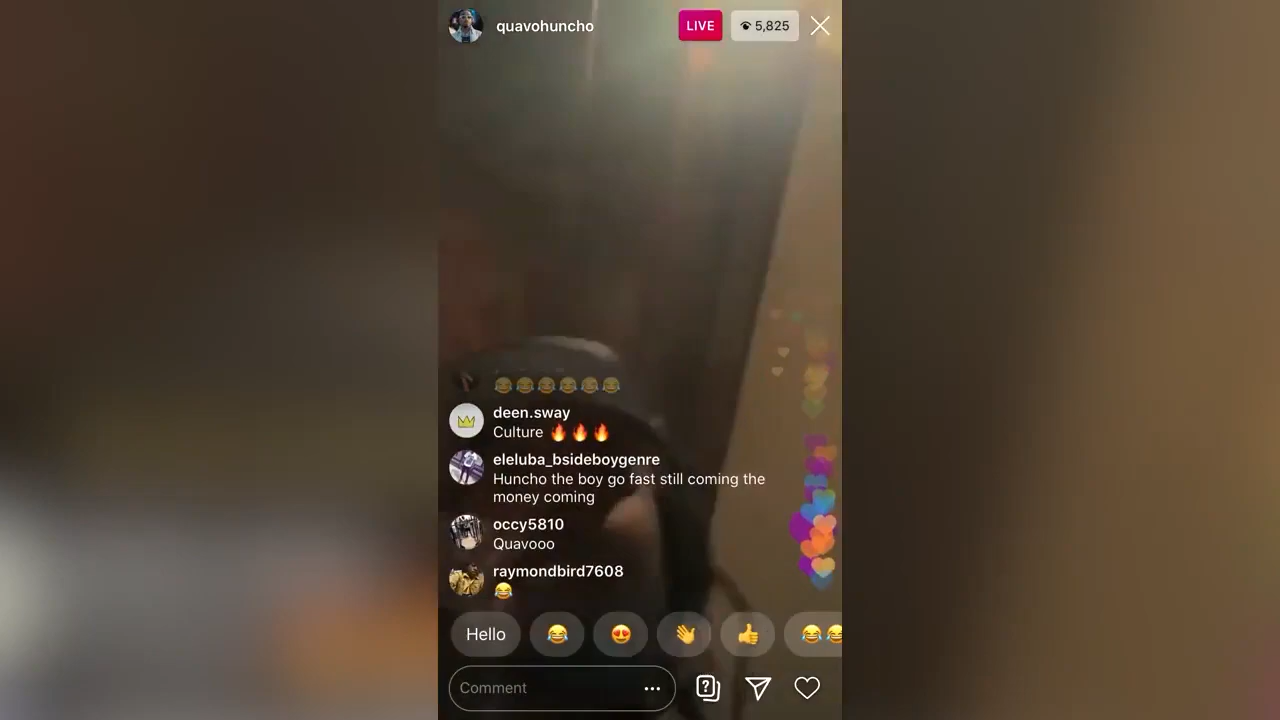 quavohuncho
LIVE
5,825
😂😂😂😂😂😂
deen.sway
Culture 🔥🔥🔥
eleluba_bsideboygenre
Huncho the boy go fast still coming the
money coming
occy5810
Quavooo
raymondbird7608
😂
Hello 😂 😍 👋 👍 😂😂
Comment